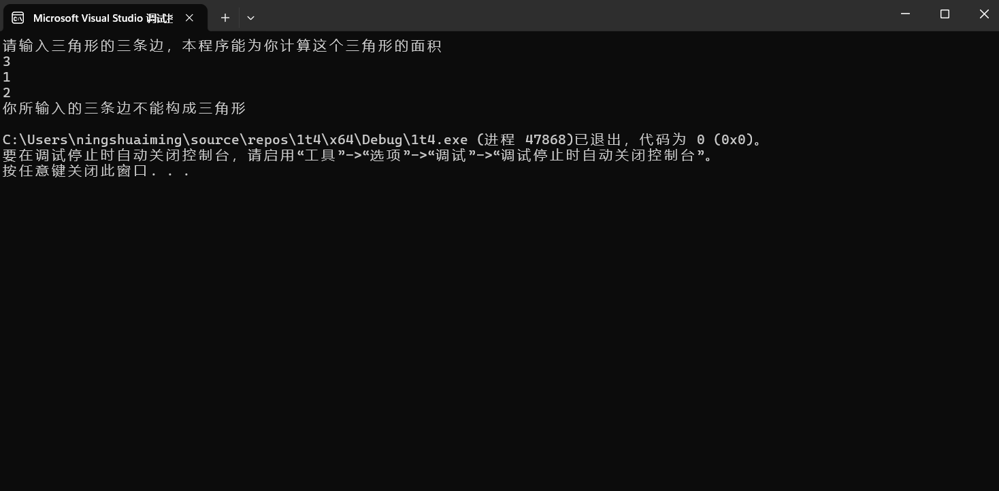 Microsoft Visual Studio 调试
请输入三角形的三条边，本程序能为你计算这个三角形的面积
3
1
2
你所输入的三条边不能构成三角形
C:\Users\ningshuaiming\source\repos\1t4\x64\Debug\1t4.exe (进程 47868)已退出，代码为 0 (0x0)。
要在调试停止时自动关闭控制台，请启用“工具”->“选项”->“调试”->“调试停止时自动关闭控制台”。
按任意键关闭此窗口. . .